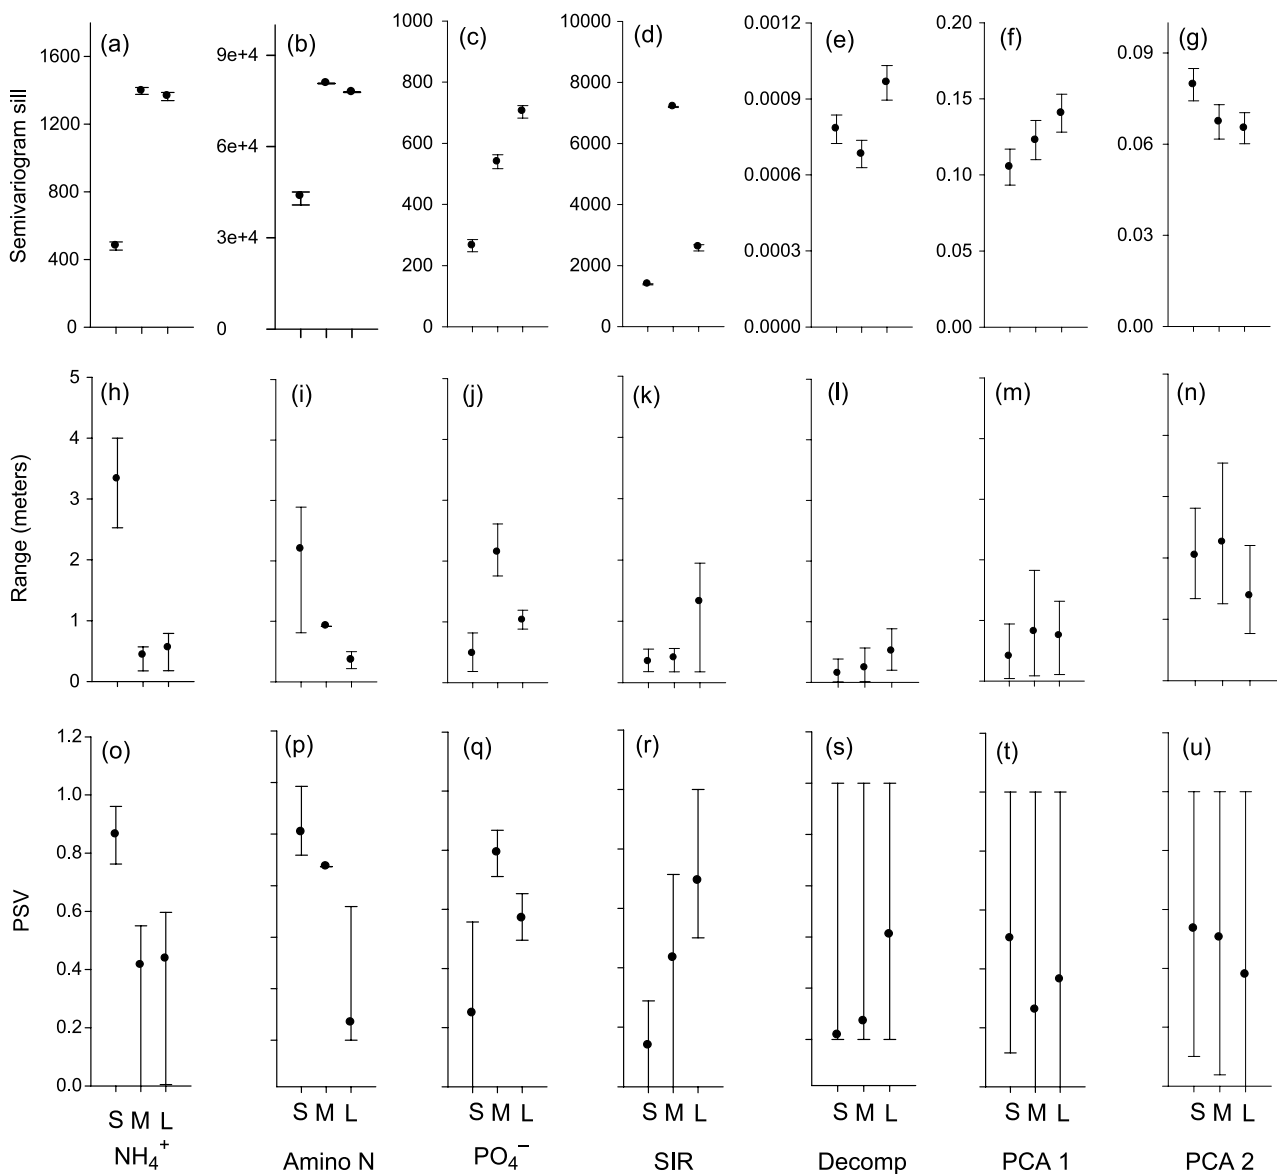 (a) (b) (c) (d) (e) (f) (g)
Semivariogram sill
1600 1200 800 400 0
9e+4 6e+4 3e+4 0
1000 800 600 400 200 0
10000 8000 6000 4000 2000 0
0.0012 0.0009 0.0006 0.0003 0.0000
0.20 0.15 0.10 0.05 0.00
0.09 0.06 0.03 0.00
(h) (i) (j) (k) (l) (m) (n)
Range (meters)
5 4 3 2 1 0
(o) (p) (q) (r) (s) (t) (u)
PSV
1.2 1.0 0.8 0.6 0.4 0.2 0.0
S M L S M L S M L S M L S M L S M L S M L
NH₄⁺ Amino N PO₄⁻ SIR Decomp PCA 1 PCA 2